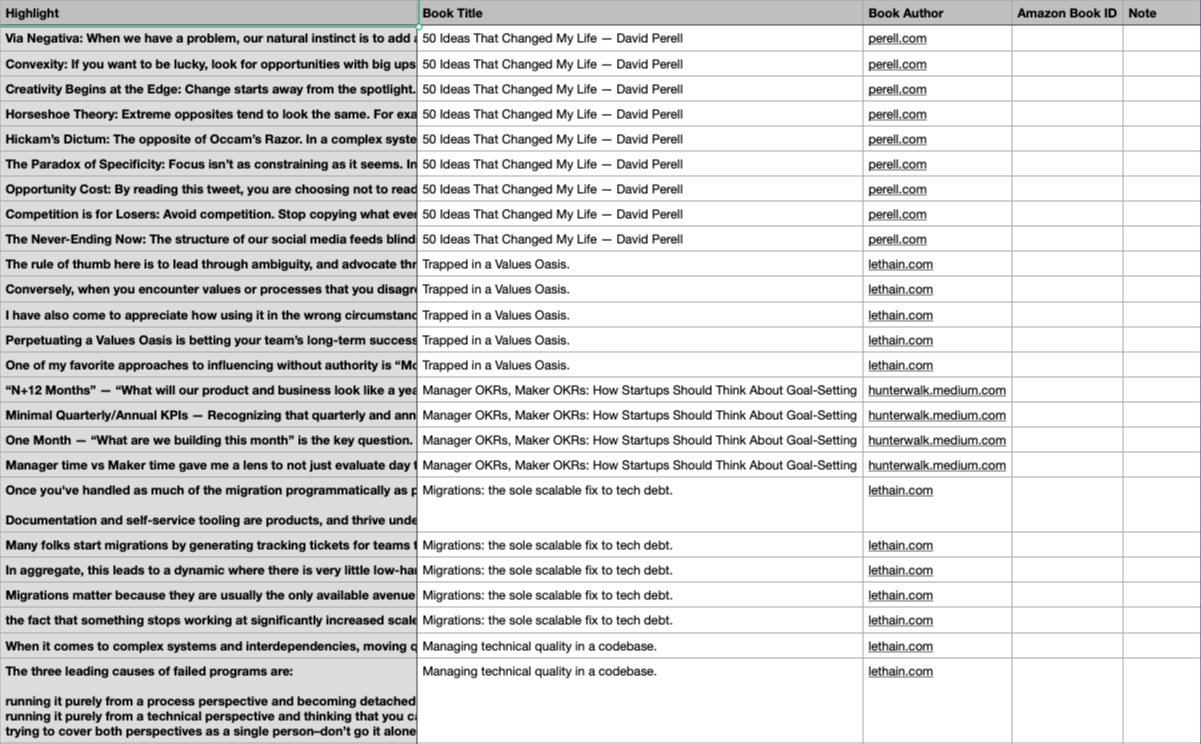 Highlight Book Title Book Author Amazon Book ID Note
Via Negativa: When we have a problem, our natural instinct is to add 50 Ideas That Changed My Life — David Perell perell.com
Convexity: If you want to be lucky, look for opportunities with big ups 50 Ideas That Changed My Life — David Perell perell.com
Creativity Begins at the Edge: Change starts away from the spotlight. 50 Ideas That Changed My Life — David Perell perell.com
Horseshoe Theory: Extreme opposites tend to look the same. For exa 50 Ideas That Changed My Life — David Perell perell.com
Hickam’s Dictum: The opposite of Occam’s Razor. In a complex syste 50 Ideas That Changed My Life — David Perell perell.com
The Paradox of Specificity: Focus isn’t as constraining as it seems. In 50 Ideas That Changed My Life — David Perell perell.com
Opportunity Cost: By reading this tweet, you are choosing not to read 50 Ideas That Changed My Life — David Perell perell.com
Competition is for Losers: Avoid competition. Stop copying what ever 50 Ideas That Changed My Life — David Perell perell.com
The Never-Ending Now: The structure of our social media feeds blind 50 Ideas That Changed My Life — David Perell perell.com
The rule of thumb here is to lead through ambiguity, and advocate thr Trapped in a Values Oasis. lethain.com
Conversely, when you encounter values or processes that you disagr Trapped in a Values Oasis. lethain.com
I have also come to appreciate how using it in the wrong circumstanc Trapped in a Values Oasis. lethain.com
Perpetuating a Values Oasis is betting your team’s long-term success Trapped in a Values Oasis. lethain.com
One of my favorite approaches to influencing without authority is “Mo Trapped in a Values Oasis. lethain.com
“N+12 Months” — “What will our product and business look like a yea Manager OKRs, Maker OKRs: How Startups Should Think About Goal-Setting hunterwalk.medium.com
Minimal Quarterly/Annual KPIs — Recognizing that quarterly and ann Manager OKRs, Maker OKRs: How Startups Should Think About Goal-Setting hunterwalk.medium.com
One Month — “What are we building this month” is the key question. Manager OKRs, Maker OKRs: How Startups Should Think About Goal-Setting hunterwalk.medium.com
Manager time vs Maker time gave me a lens to not just evaluate day Manager OKRs, Maker OKRs: How Startups Should Think About Goal-Setting hunterwalk.medium.com
Once you've handled as much of the migration programmatically as p Migrations: the sole scalable fix to tech debt. lethain.com
Documentation and self-service tooling are products, and thrive unde
Many folks start migrations by generating tracking tickets for teams Migrations: the sole scalable fix to tech debt. lethain.com
In aggregate, this leads to a dynamic where there is very little low-han Migrations: the sole scalable fix to tech debt. lethain.com
Migrations matter because they are usually the only available avenue Migrations: the sole scalable fix to tech debt. lethain.com
the fact that something stops working at significantly increased scale Migrations: the sole scalable fix to tech debt. lethain.com
When it comes to complex systems and interdependencies, moving q Managing technical quality in a codebase. lethain.com
The three leading causes of failed programs are: Managing technical quality in a codebase. lethain.com
running it purely from a process perspective and becoming detached
running it purely from a technical perspective and thinking that you ca
trying to cover both perspectives as a single person–don’t go it alone